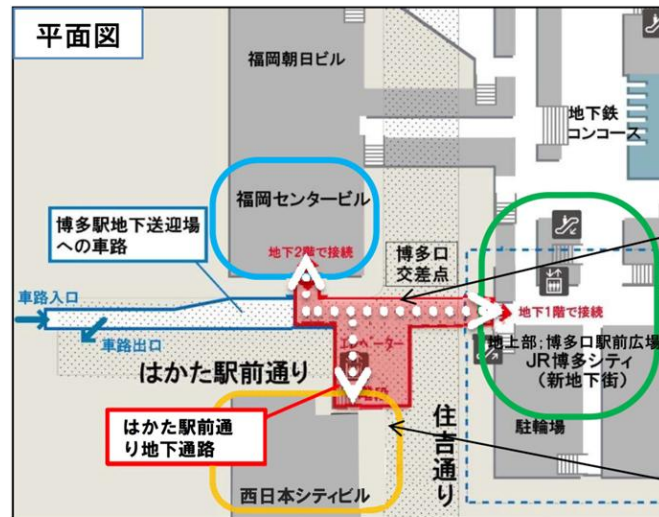 平面図
福岡朝日ビル
地下鉄
コンコース
福岡センタービル
博多駅地下送迎場
への車路
地下2階で接続
博多口
交差点
車路入口
地下1階で接続
車路出口
エレベーター
地上部;博多口駅前広場
JR博多シティ
(新地下街)
はかた駅前通り
階段
はかた駅前通
り地下通路
住吉通り
駐輪場
西日本シティビル